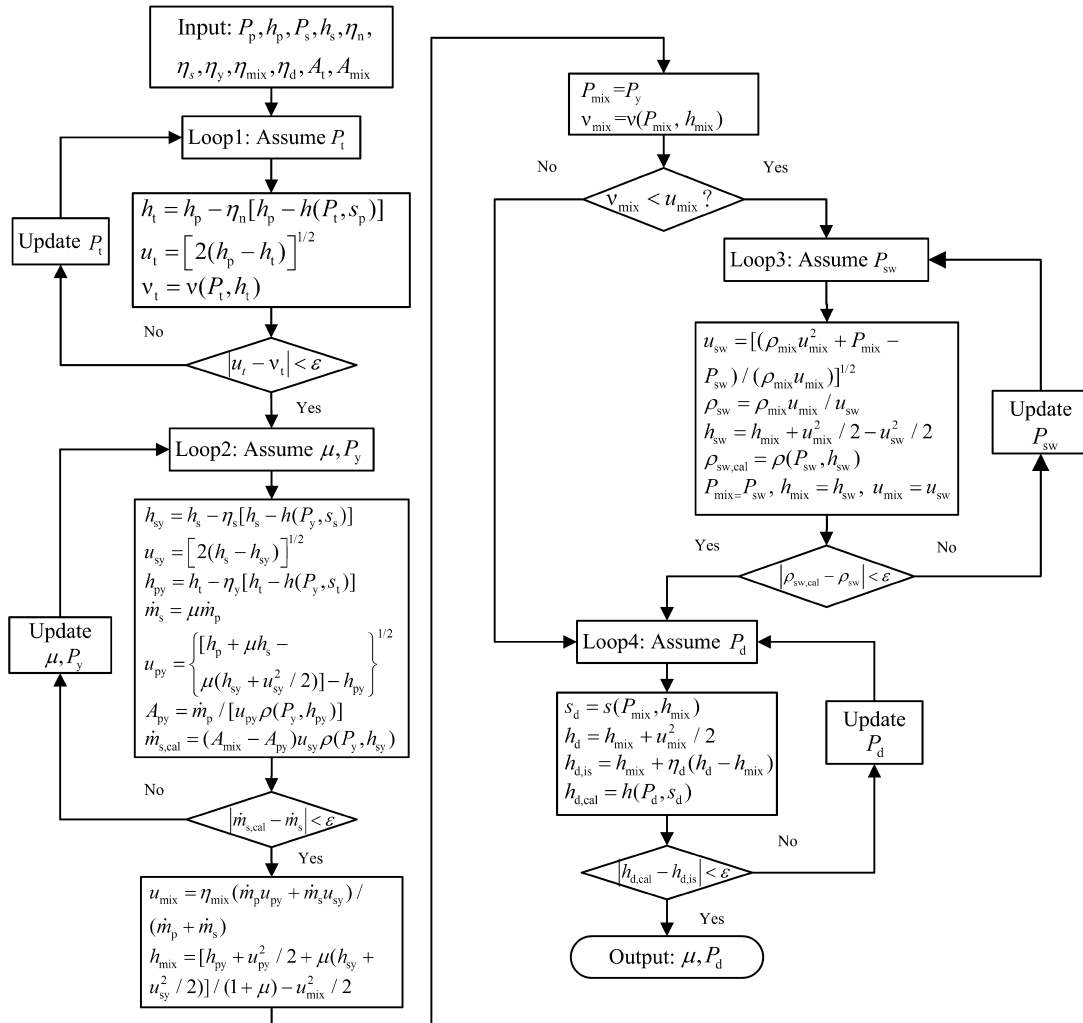 Input: P_p, h_p, P_s, h_s, η_n,
η_s, η_y, η_mix, η_d, A_t, A_mix
Loop1: Assume P_t
h_t = h_p − η_n[h_p − h(P_t, s_p)]
u_t = [2(h_p − h_t)]^{1/2}
ν_t = ν(P_t, h_t)
Update P_t
No
|u_t − ν_t| < ε
Yes
Loop2: Assume μ, P_y
h_sy = h_s − η_s[h_s − h(P_y, s_s)]
u_sy = [2(h_s − h_sy)]^{1/2}
h_py = h_t − η_y[h_t − h(P_y, s_t)]
ṁ_s = μṁ_p
u_py = {[h_p + μh_s −
μ(h_sy + u_sy^2 / 2)] − h_py}^{1/2}
A_py = ṁ_p / [u_py ρ(P_y, h_py)]
ṁ_s,cal = (A_mix − A_py)u_sy ρ(P_y, h_sy)
Update
μ, P_y
No
|ṁ_s,cal − ṁ_s| < ε
Yes
u_mix = η_mix(ṁ_p u_py + ṁ_s u_sy) /
(ṁ_p + ṁ_s)
h_mix = [h_py + u_py^2 / 2 + μ(h_sy +
u_sy^2 / 2)] / (1 + μ) − u_mix^2 / 2
P_mix = P_y
ν_mix = ν(P_mix, h_mix)
No
Yes
ν_mix < u_mix ?
Loop3: Assume P_sw
u_sw = [(ρ_mix u_mix^2 + P_mix −
P_sw) / (ρ_mix u_mix)]^{1/2}
ρ_sw = ρ_mix u_mix / u_sw
h_sw = h_mix + u_mix^2 / 2 − u_sw^2 / 2
ρ_sw,cal = ρ(P_sw, h_sw)
P_mix = P_sw, h_mix = h_sw, u_mix = u_sw
Update
P_sw
Yes
No
|ρ_sw,cal − ρ_sw| < ε
Loop4: Assume P_d
s_d = s(P_mix, h_mix)
h_d = h_mix + u_mix^2 / 2
h_d,is = h_mix + η_d(h_d − h_mix)
h_d,cal = h(P_d, s_d)
Update
P_d
No
|h_d,cal − h_d,is| < ε
Yes
Output: μ, P_d